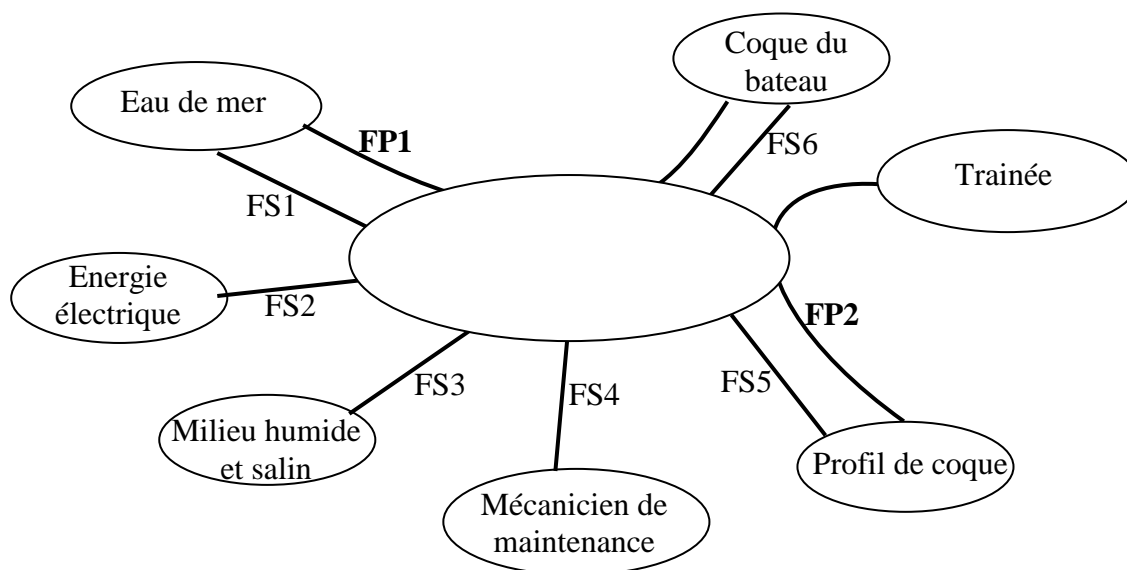 Coque du
bateau
Eau de mer
FP1
FS6
Trainée
FS1
Energie
électrique
FS2
FP2
FS3
FS4
FS5
Milieu humide
et salin
Profil de coque
Mécanicien de
maintenance